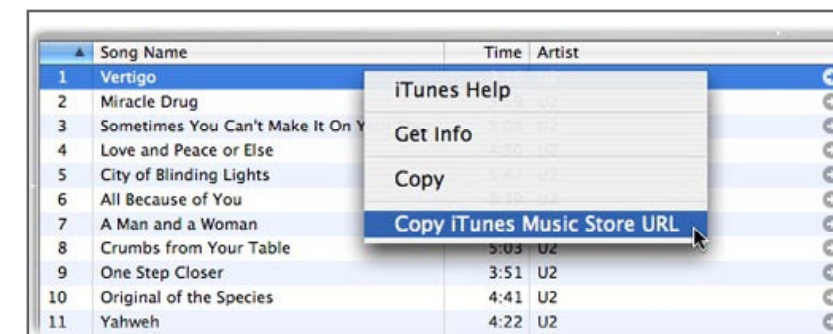 Song Name Time Artist
1 Vertigo
2 Miracle Drug
3 Sometimes You Can't Make It On
4 Love and Peace or Else
5 City of Blinding Lights
6 All Because of You
7 A Man and a Woman
8 Crumbs from Your Table 5:03 U2
9 One Step Closer 3:51 U2
10 Original of the Species 4:41 U2
11 Yahweh 4:22 U2
iTunes Help
Get Info
Copy
Copy iTunes Music Store URL